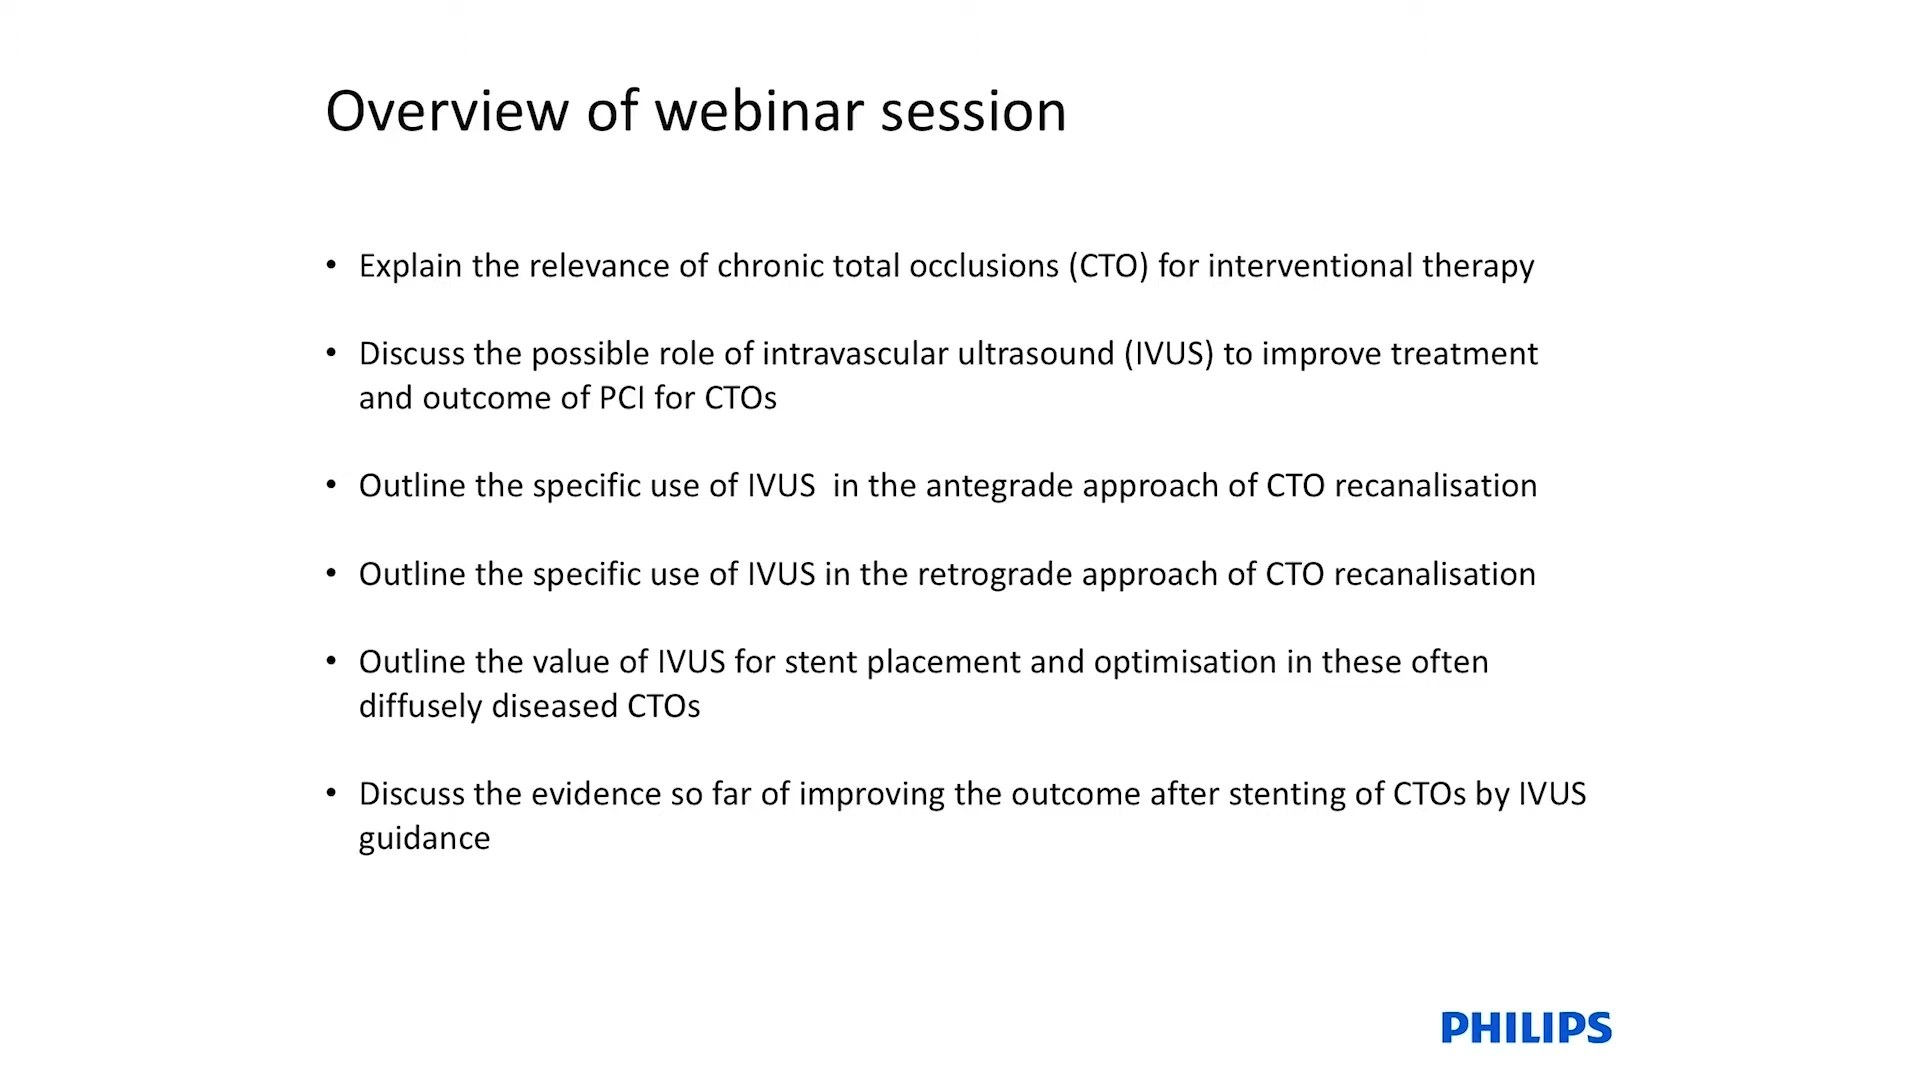 Overview of webinar session
• Explain the relevance of chronic total occlusions (CTO) for interventional therapy
• Discuss the possible role of intravascular ultrasound (IVUS) to improve treatment
and outcome of PCI for CTOs
• Outline the specific use of IVUS  in the antegrade approach of CTO recanalisation
• Outline the specific use of IVUS in the retrograde approach of CTO recanalisation
• Outline the value of IVUS for stent placement and optimisation in these often
diffusely diseased CTOs
• Discuss the evidence so far of improving the outcome after stenting of CTOs by IVUS
guidance
PHILIPS